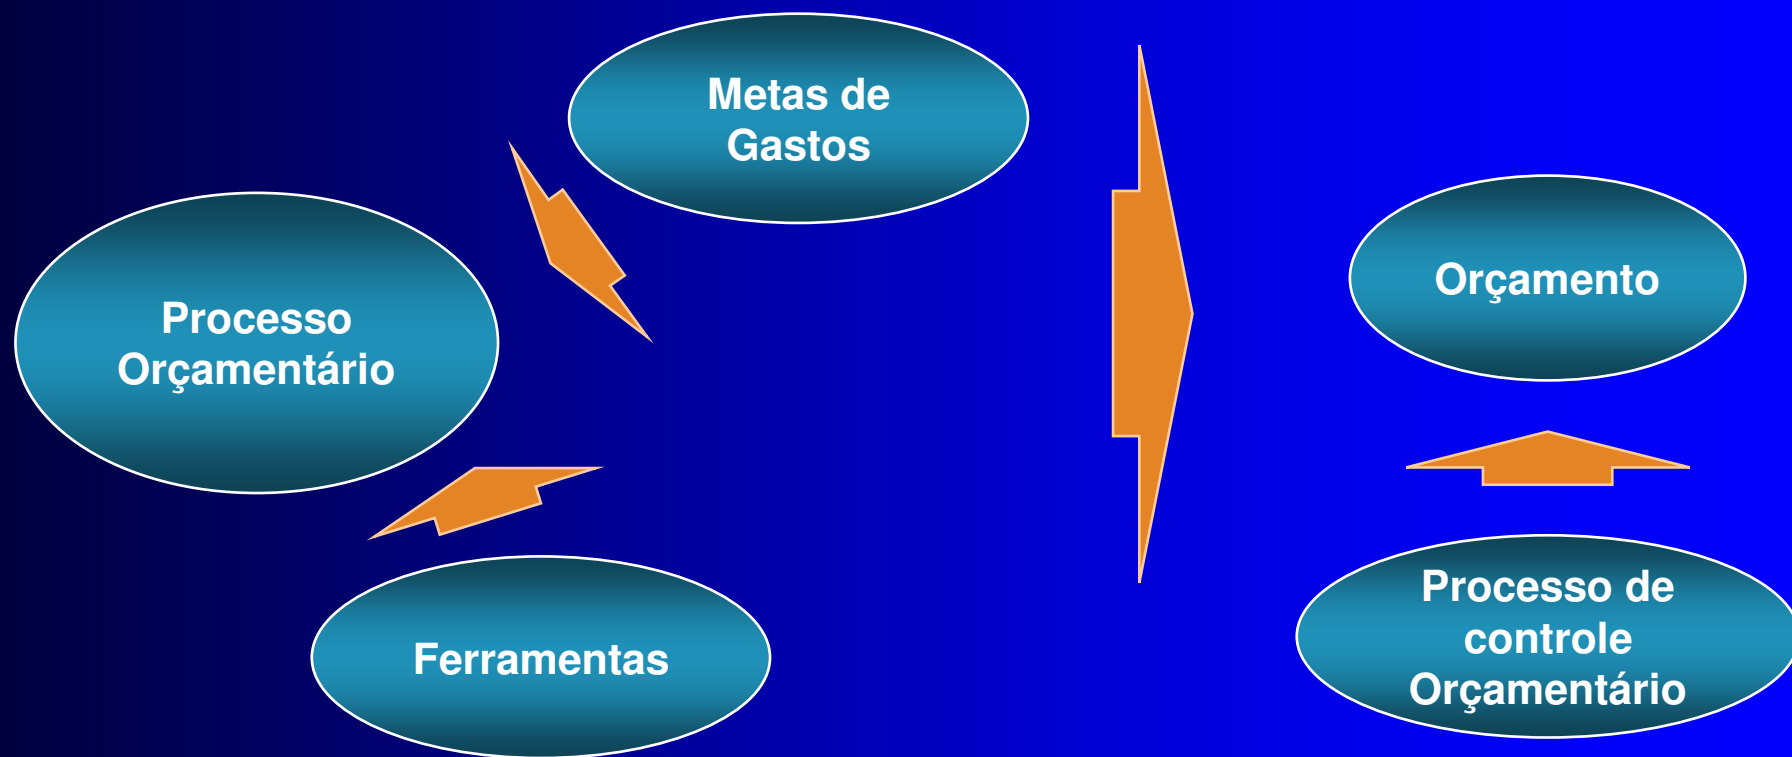 Metas de
Gastos
Processo
Orçamentário
Ferramentas
Orçamento
Processo de
controle
Orçamentário